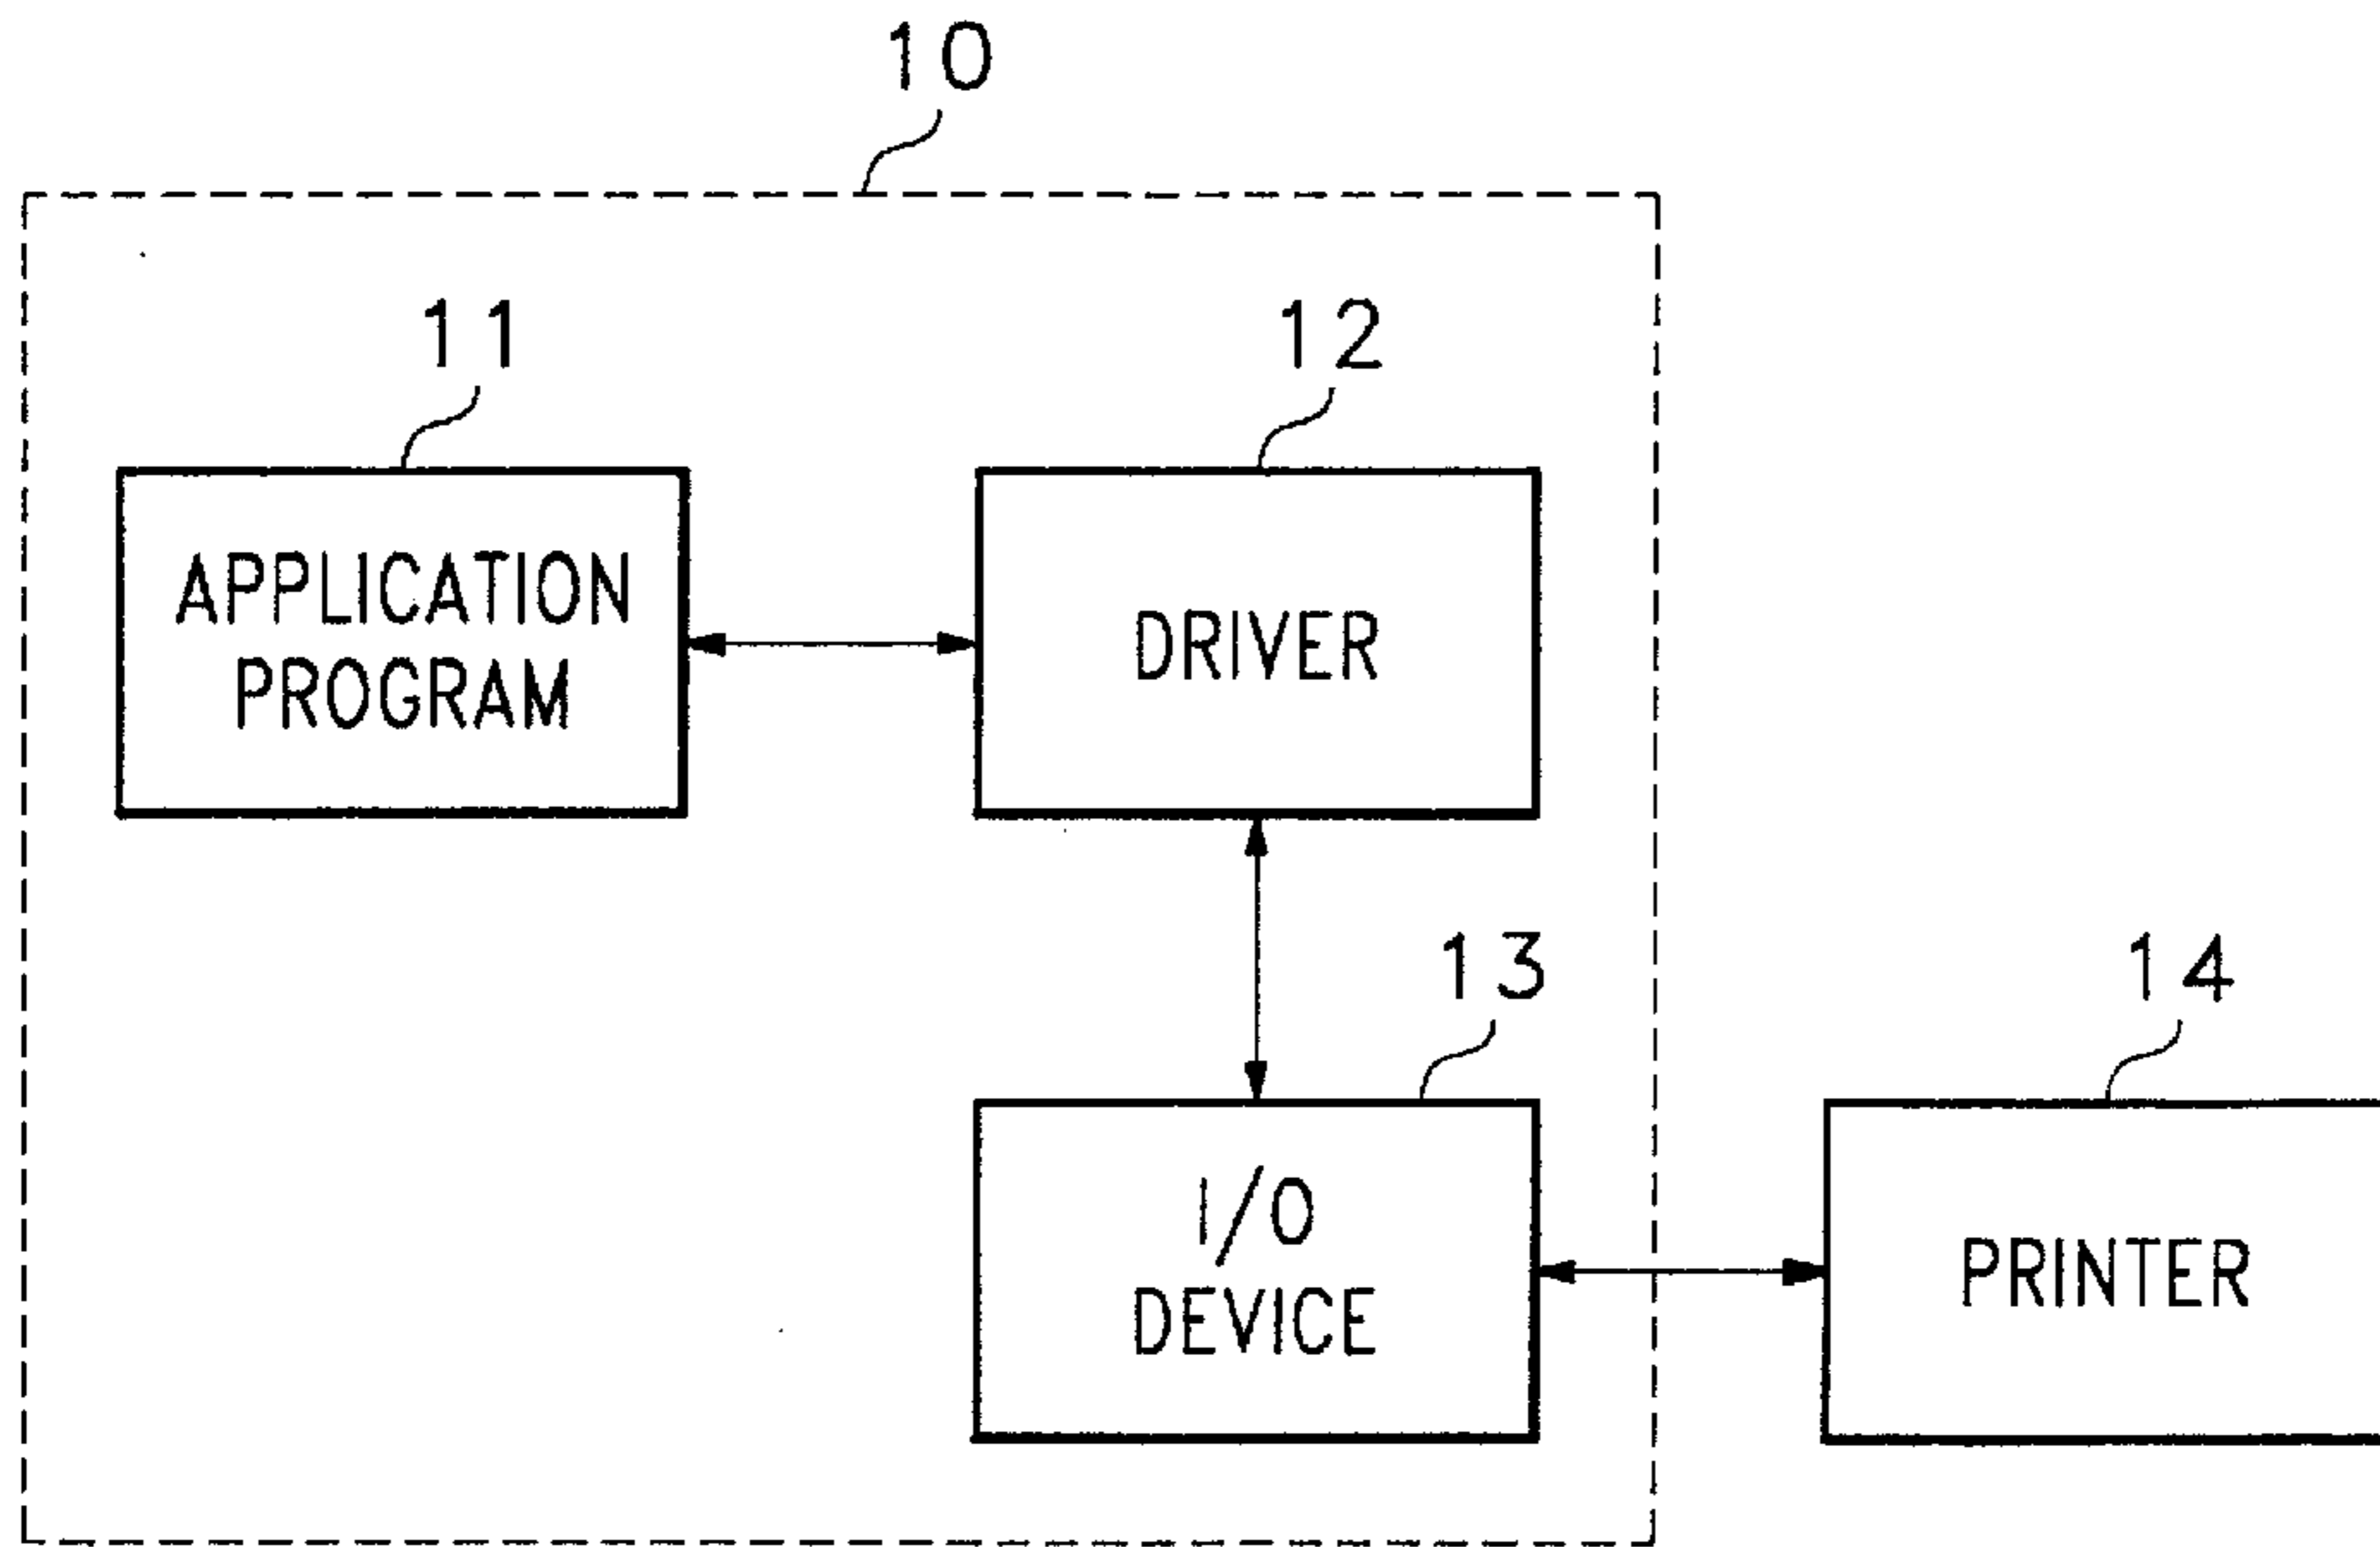 10
11
12
APPLICATION
PROGRAM
DRIVER
13
14
I/O
DEVICE
PRINTER